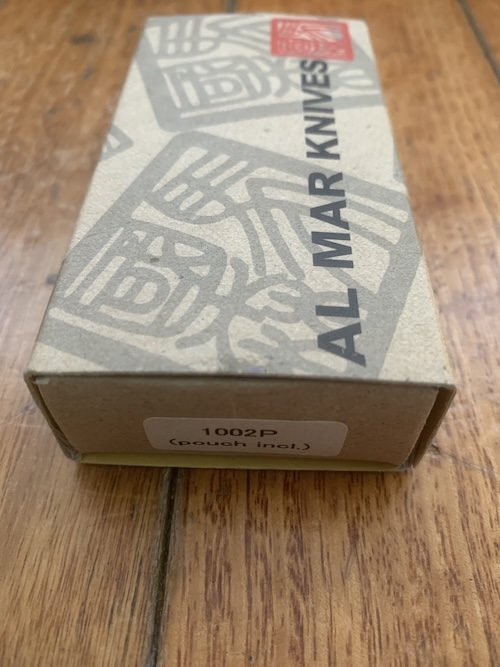 AL MAR KNIVES
1002P
(pouch incl.)